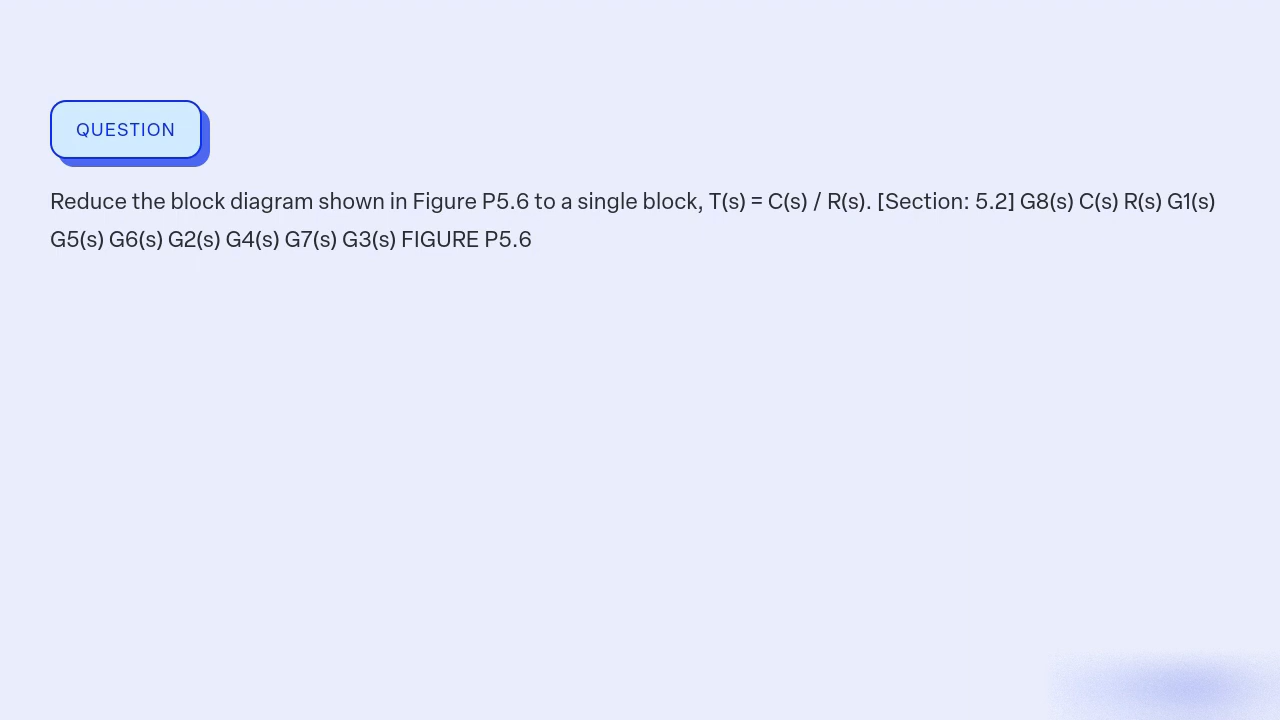 QUESTION
Reduce the block diagram shown in Figure P5.6 to a single block, T(s) = C(s) / R(s). [Section: 5.2] G8(s) C(s) R(s) G1(s)
G5(s) G6(s) G2(s) G4(s) G7(s) G3(s) FIGURE P5.6